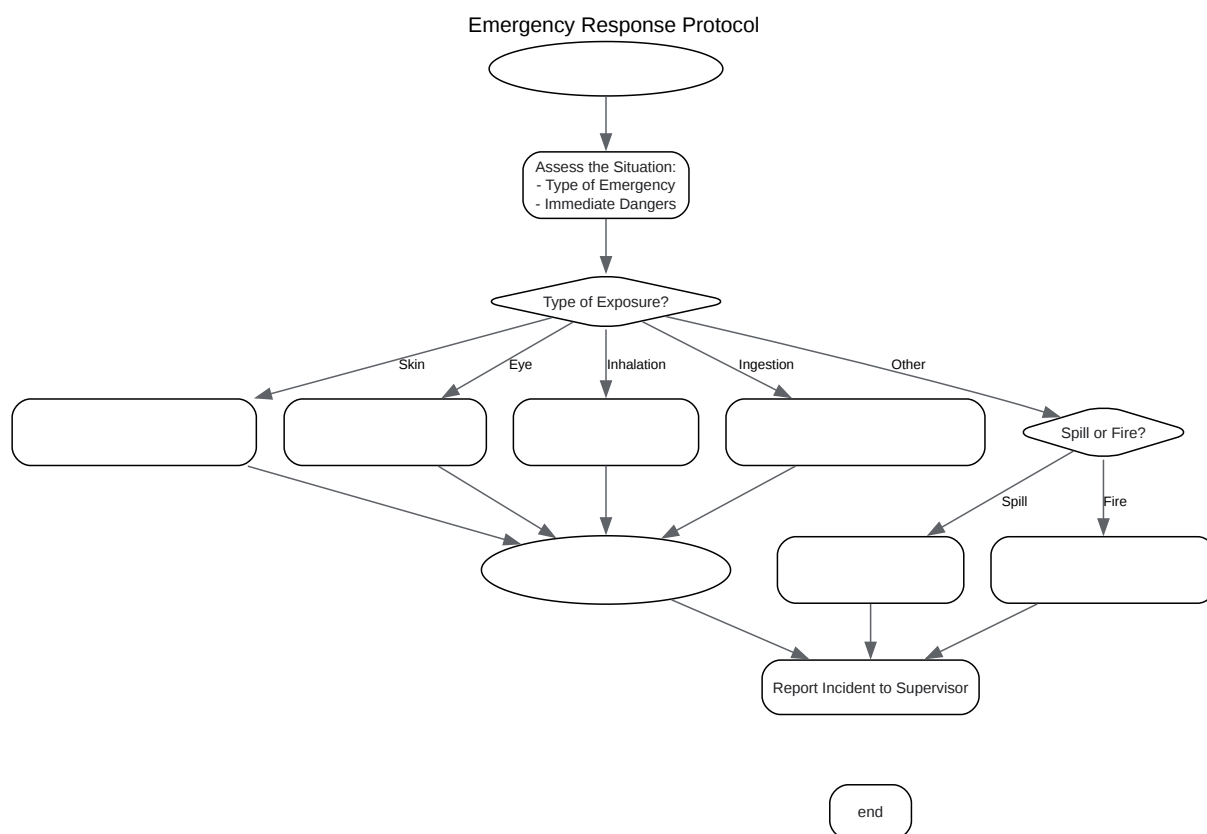 Emergency Response Protocol
Assess the Situation:
- Type of Emergency
- Immediate Dangers
Type of Exposure?
Skin
Eye
Inhalation
Ingestion
Other
Spill or Fire?
Spill
Fire
Report Incident to Supervisor
end